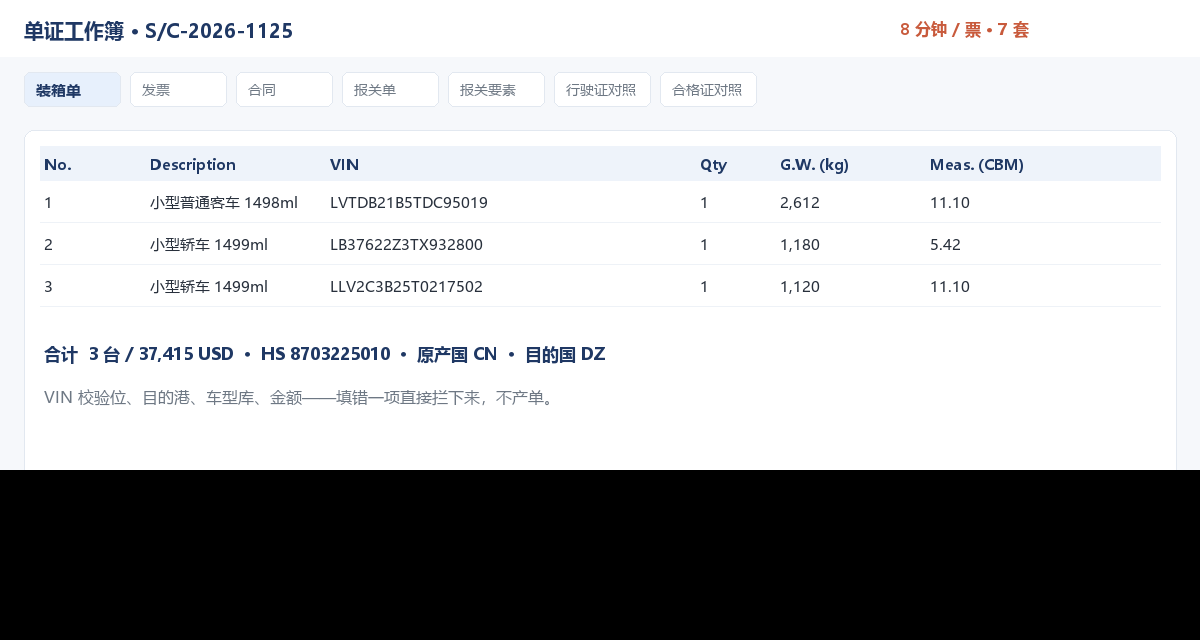 单证工作簿 • S/C-2026-1125
8 分钟 / 票 • 7 套
装箱单 发票 合同 报关单 报关要素 行驶证对照 合格证对照
No. Description VIN Qty G.W. (kg) Meas. (CBM)
1 小型普通客车 1498ml LVTDB21B5TDC95019 1 2,612 11.10
2 小型轿车 1499ml LB37622Z3TX932800 1 1,180 5.42
3 小型轿车 1499ml LLV2C3B25T0217502 1 1,120 11.10
合计 3 台 / 37,415 USD • HS 8703225010 • 原产国 CN • 目的国 DZ
VIN 校验位、目的港、车型库、金额——填错一项直接拦下来，不产单。